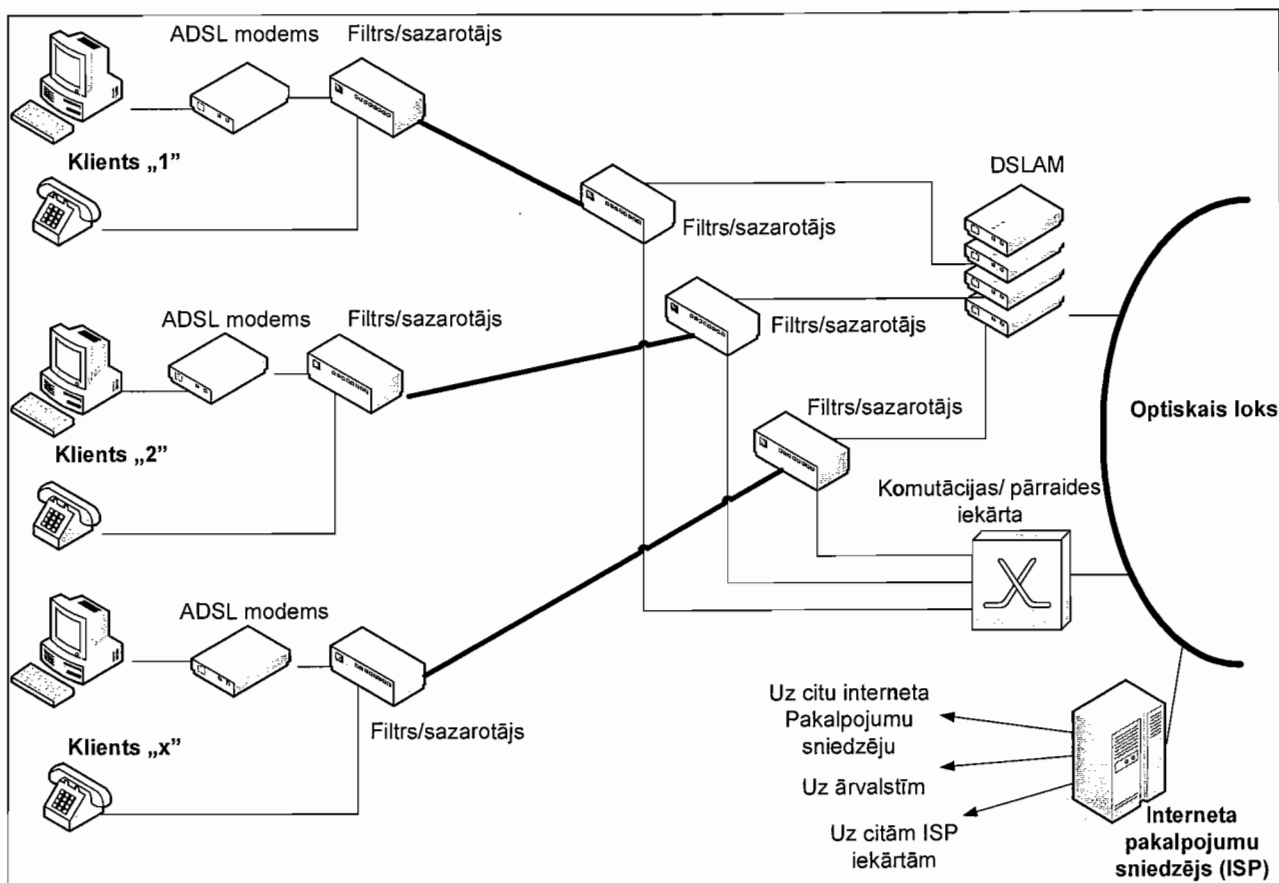 ADSL modems
Filtrs/sazarotājs
Klients „1”
DSLAM
Filtrs/sazarotājs
ADSL modems
Filtrs/sazarotājs
Filtrs/sazarotājs
Klients „2”
Filtrs/sazarotājs
Optiskais loks
Komutācijas/ pārraides
iekārta
ADSL modems
Filtrs/sazarotājs
Klients „x”
Uz citu interneta
Pakalpojumu
sniedzēju
Uz ārvalstīm
Uz citām ISP
iekārtām
Interneta
pakalpojumu
sniedzējs (ISP)